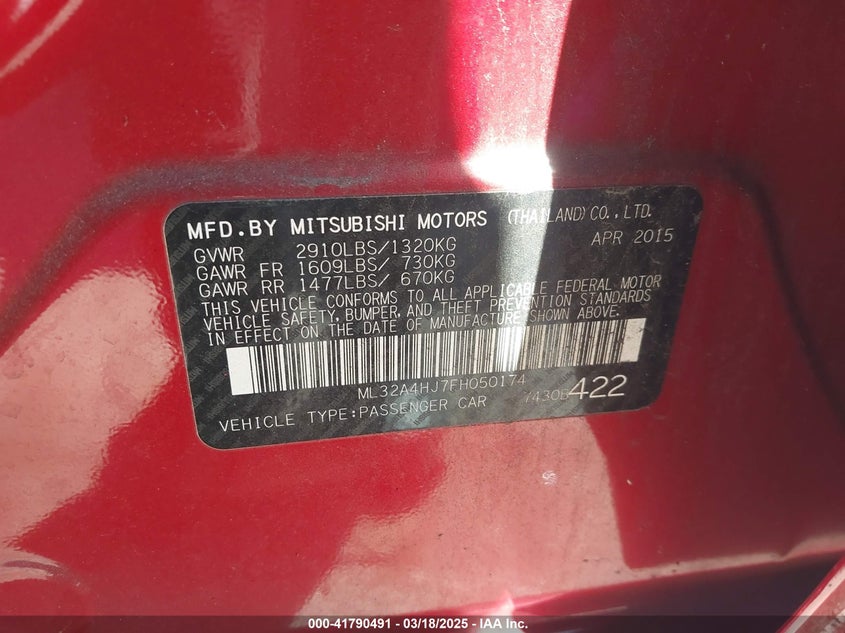 MFD.BY MITSUBISHI MOTORS (THAILAND)CO.,LTD.
APR 2015
GVWR 2910LBS/1320KG
GAWR FR 1609LBS/ 730KG
GAWR RR 1477LBS/ 670KG
THIS VEHICLE CONFORMS TO ALL APPLICABLE FEDERAL MOTOR
VEHICLE SAFETY, BUMPER, AND THEFT PREVENTION STANDARDS
IN EFFECT ON THE DATE OF MANUFACTURE SHOWN ABOVE.
ML32A4HJ7FH050174
VEHICLE TYPE:PASSENGER CAR 7430B422
000-41790491 - 03/18/2025 - IAA Inc.